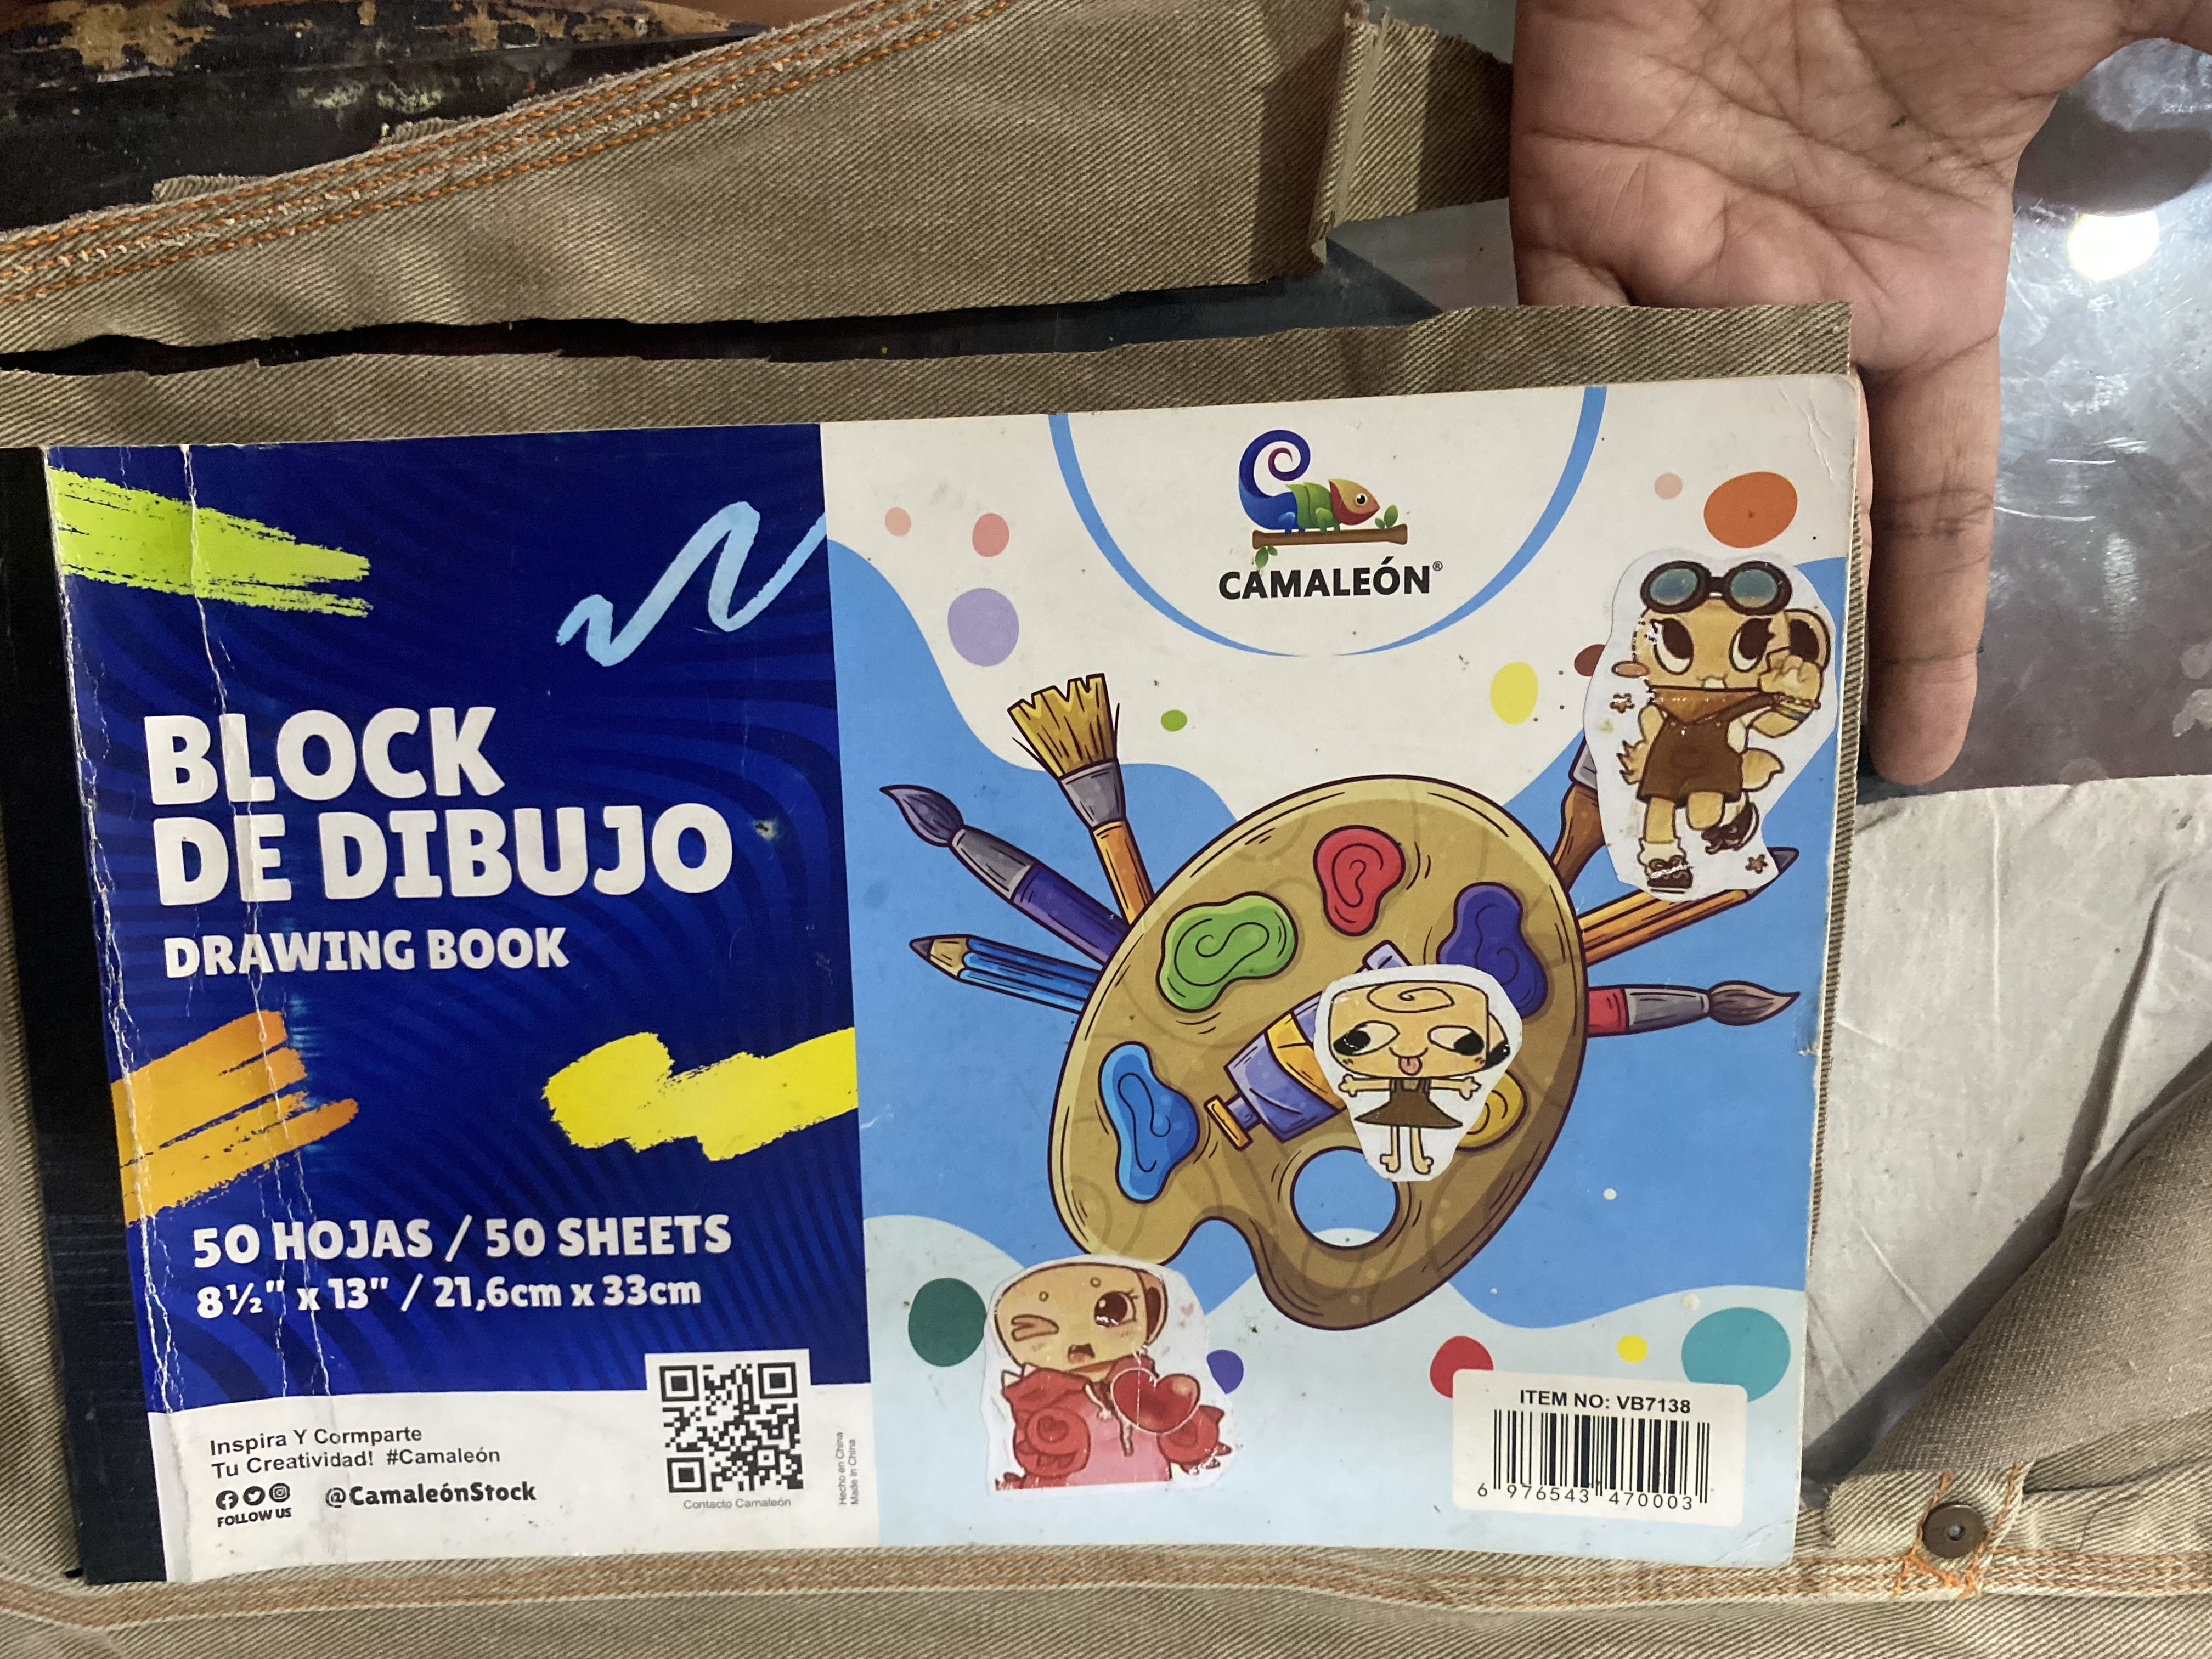 CAMALEÓN®
BLOCK
DE DIBUJO
DRAWING BOOK
50 HOJAS / 50 SHEETS
8½" x 13" / 21,6cm x 33cm
Inspira Y Cormparte
Tu Creatividad! #Camaleón
@CamaleónStock
FOLLOW US
Contacto Camaleón
Hecho en China
Made in China
ITEM NO: VB7138
6 976543 470003